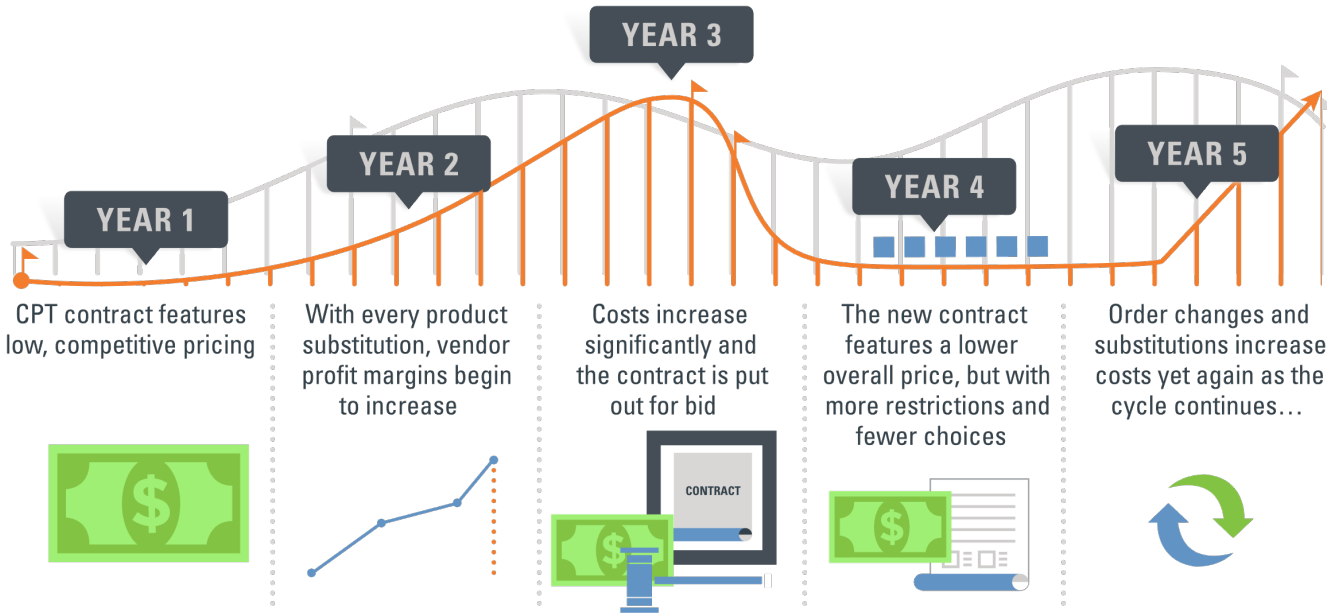 YEAR 1
YEAR 2
YEAR 3
YEAR 4
YEAR 5
CPT contract features
low, competitive pricing
With every product
substitution, vendor
profit margins begin
to increase
Costs increase
significantly and
the contract is put
out for bid
The new contract
features a lower
overall price, but with
more restrictions and
fewer choices
Order changes and
substitutions increase
costs yet again as the
cycle continues...
$
CONTRACT
$
$